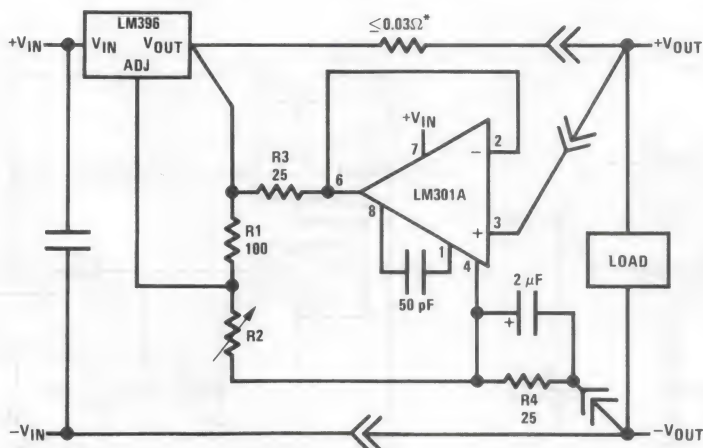 LM396
VIN VOUT
ADJ
+VIN
≤0.03Ω*
+VOUT
+VIN
7
2
−
R3
25
6
LM301A
8
+
3
1
4
R1
100
50 pF
2 μF
+
LOAD
R2
R4
25
−VIN
−VOUT